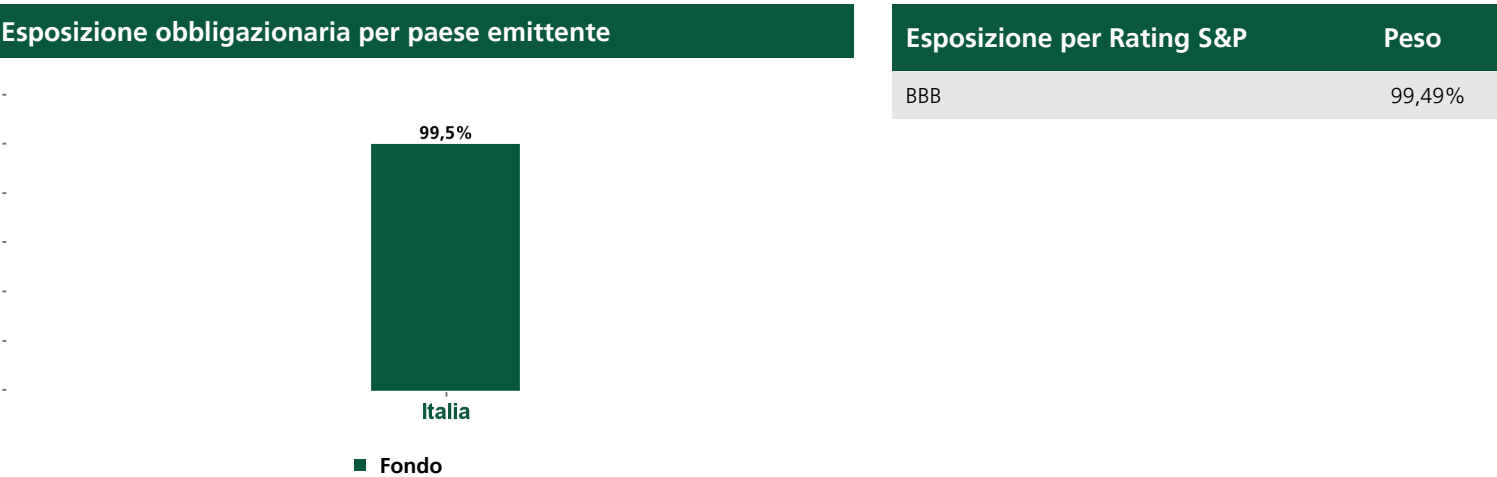 Esposizione obbligazionaria per paese emittente
99,5%
Italia
Fondo
Esposizione per Rating S&P Peso
BBB 99,49%